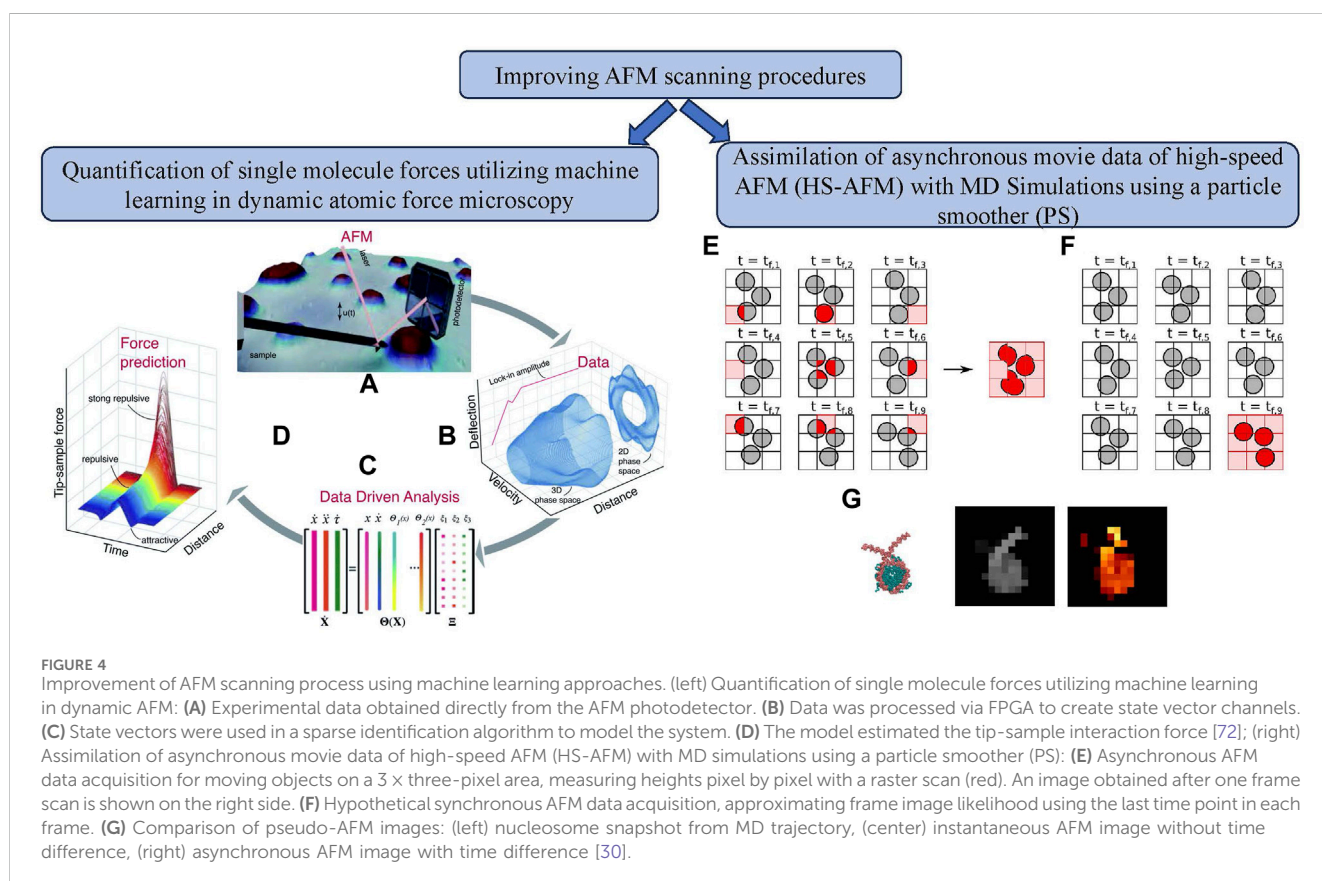 Improving AFM scanning procedures
Quantification of single molecule forces utilizing machine
learning in dynamic atomic force microscopy
Assimilation of asynchronous movie data of high-speed
AFM (HS-AFM) with MD Simulations using a particle
smoother (PS)
AFM
laser
u(t)
photodetector
sample
A
Force
prediction
stong repulsive
repulsive
attractive
Tip-sample force
Time
Distance
D
B
Data
Lock-in amplitude
Deflection
Velocity
Distance
3D
phase space
2D
phase
space
C
Data Driven Analysis
ẋ ẍ ṫ
x ẋ Θ₁(x) Θ₂(x) ξ₁ ξ₂ ξ₃
= ...
Ẋ Θ(X) Ξ
E
t = t_f,1 t = t_f,2 t = t_f,3
t = t_f,4 t = t_f,5 t = t_f,6
t = t_f,7 t = t_f,8 t = t_f,9
F
t = t_f,1 t = t_f,2 t = t_f,3
t = t_f,4 t = t_f,5 t = t_f,6
t = t_f,7 t = t_f,8 t = t_f,9
G
FIGURE 4
Improvement of AFM scanning process using machine learning approaches. (left) Quantification of single molecule forces utilizing machine learning
in dynamic AFM: (A) Experimental data obtained directly from the AFM photodetector. (B) Data was processed via FPGA to create state vector channels.
(C) State vectors were used in a sparse identification algorithm to model the system. (D) The model estimated the tip-sample interaction force [72]; (right)
Assimilation of asynchronous movie data of high-speed AFM (HS-AFM) with MD simulations using a particle smoother (PS): (E) Asynchronous AFM
data acquisition for moving objects on a 3 × three-pixel area, measuring heights pixel by pixel with a raster scan (red). An image obtained after one frame
scan is shown on the right side. (F) Hypothetical synchronous AFM data acquisition, approximating frame image likelihood using the last time point in each
frame. (G) Comparison of pseudo-AFM images: (left) nucleosome snapshot from MD trajectory, (center) instantaneous AFM image without time
difference, (right) asynchronous AFM image with time difference [30].